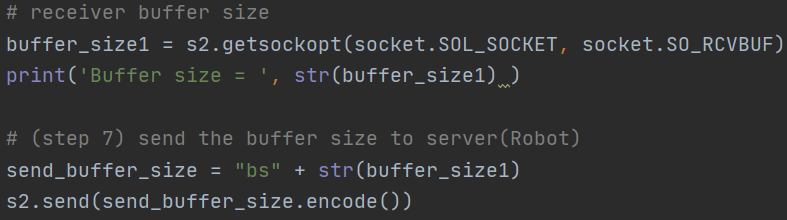 # receiver buffer size
buffer_size1 = s2.getsockopt(socket.SOL_SOCKET, socket.SO_RCVBUF)
print('Buffer size = ', str(buffer_size1) )
# (step 7) send the buffer size to server(Robot)
send_buffer_size = "bs" + str(buffer_size1)
s2.send(send_buffer_size.encode())